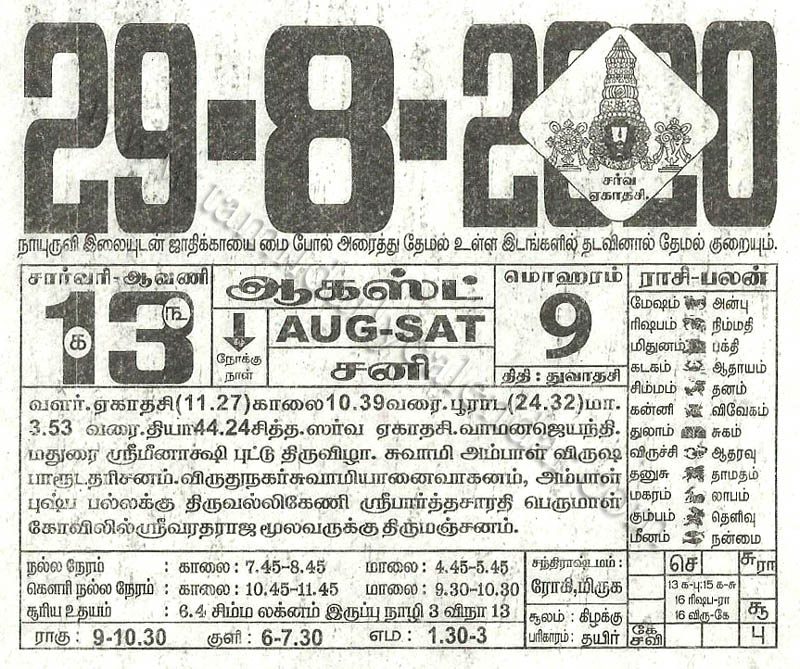 29-8-2020
சர்வ
ஏகாதசி.
நாயுருவி இலையுடன் ஜாதிக்காயை மை போல அரைத்து தேமல் உள்ள இடங்களில் தடவினால் தேமல் குறையும்.
சார்வரி-ஆவணி
13
க ௩
ஆகஸ்ட்
நோக்கு
நாள்
AUG-SAT
சனி
மொஹரம்
9
திதி : துவாதசி
வளர்.ஏகாதசி(11.27)காலை10.39வரை.பூராட(24.32)மா.
3.53 வரை.தியா44.24சித்த.ஸர்வ ஏகாதசி.வாமனஜெயந்தி.
மதுரை ஸ்ரீமீனாக்ஷி புட்டு திருவிழா. சுவாமி அம்பாள் விருஷ
பாரூடதரிசனம்.விருதுநகர்சுவாமியானைவாகனம், அம்பாள்
புஷ்ப பல்லக்கு திருவல்லிகேணி ஸ்ரீபார்த்தசாரதி பெருமாள்
கோவிலில்ஸ்ரீவரதராஜ மூலவருக்கு திருமஞ்சனம்.
ராசி-பலன்
மேஷம் அன்பு
ரிஷபம் நிம்மதி
மிதுனம் பக்தி
கடகம் ஆதாயம்
சிம்மம் தனம்
கன்னி விவேகம்
துலாம் சுகம்
விருச்சி ஆதரவு
தனுசு தாமதம்
மகரம் லாபம்
கும்பம் தெளிவு
மீனம் நன்மை
நல்ல நேரம் : காலை: 7.45-8.45 மாலை: 4.45-5.45
கௌரி நல்ல நேரம் : காலை: 10.45-11.45 மாலை: 9.30-10.30
சூரிய உதயம் : 6.4 சிம்ம லக்னம் இருப்பு நாழி 3 விநா 13
ராகு : 9-10.30 குளி : 6-7.30 எம : 1.30-3
சந்திராஷ்டமம் :
ரோகி,மிருக
சூலம் : கிழக்கு
பரிகாரம் : தயிர்
செ சுரா
13 க-பு:15 க-சு
16 ரிஷப-ரா
16 விரு-கே
சூ
கே
சவி
பு